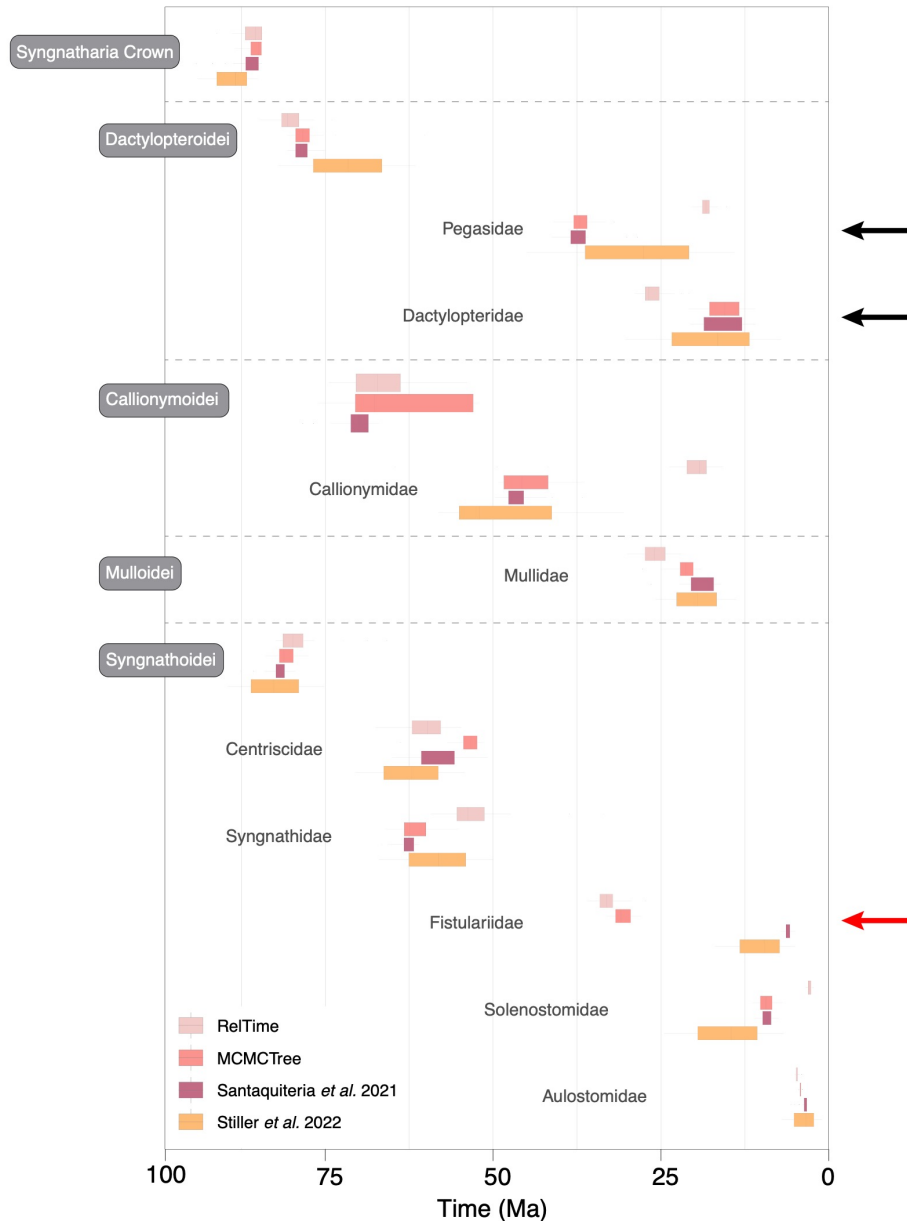 Syngnatharia Crown
Dactylopteroidei
Pegasidae
Dactylopteridae
Callionymoidei
Callionymidae
Mulloidei
Mullidae
Syngnathoidei
Centriscidae
Syngnathidae
Fistulariidae
Solenostomidae
RelTime
MCMCTree
Santaquiteria et al. 2021
Aulostomidae
Stiller et al. 2022
100 75 50 25 0
Time (Ma)